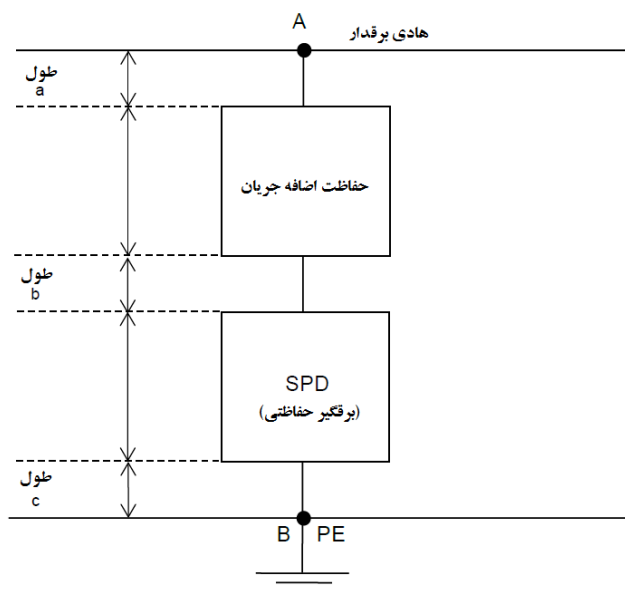 A
هادی برقدار
طول
a
حفاظت اضافه جریان
طول
b
SPD
(برقگیر حفاظتی)
طول
c
B PE